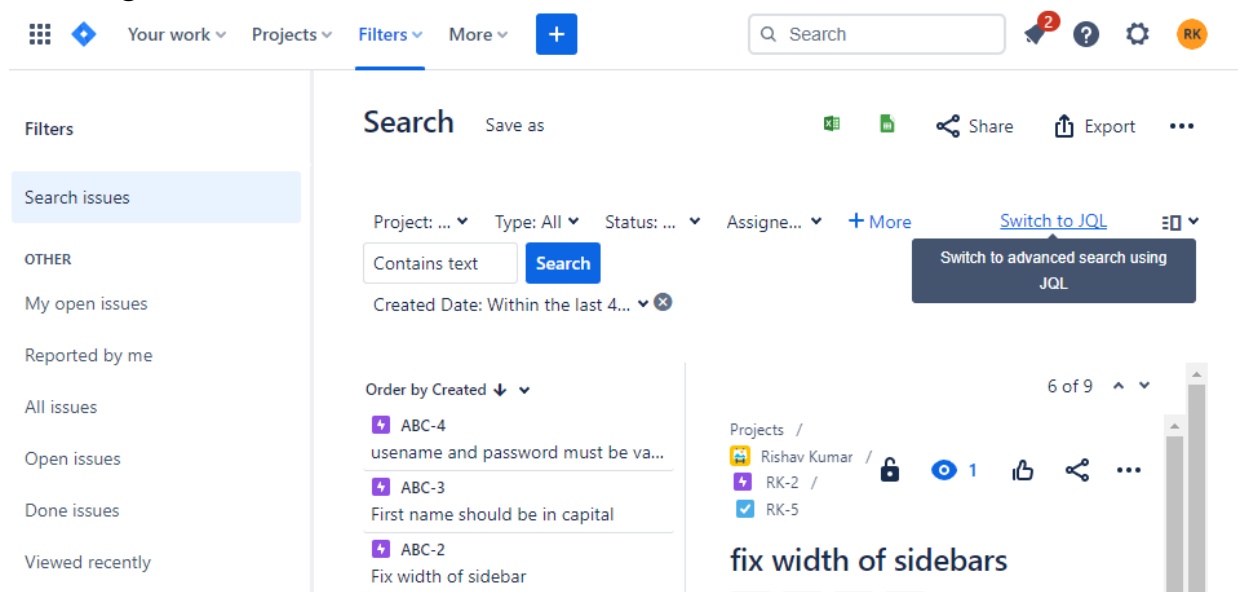 Your work Projects Filters More + Search 2 RK
Filters
Search issues
OTHER
My open issues
Reported by me
All issues
Open issues
Done issues
Viewed recently
Search Save as Share Export
Project: ... Type: All Status: ... Assigne... + More Switch to JQL
Switch to advanced search using
JQL
Contains text Search
Created Date: Within the last 4...
Order by Created
ABC-4
usename and password must be va...
ABC-3
First name should be in capital
ABC-2
Fix width of sidebar
6 of 9
Projects /
Rishav Kumar /
RK-2 /
RK-5
1
fix width of sidebars